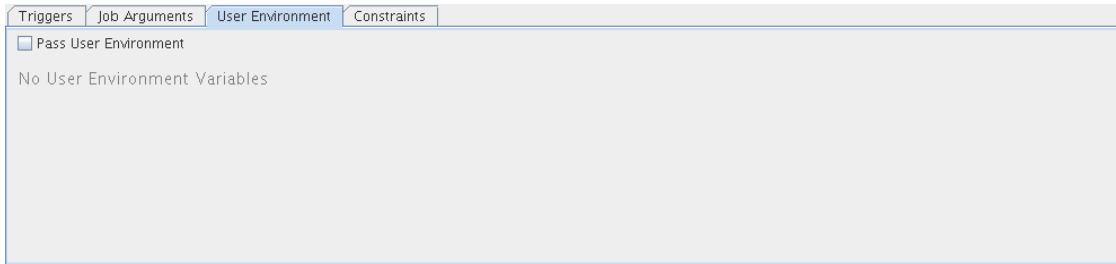 Triggers Job Arguments User Environment Constraints
Pass User Environment
No User Environment Variables